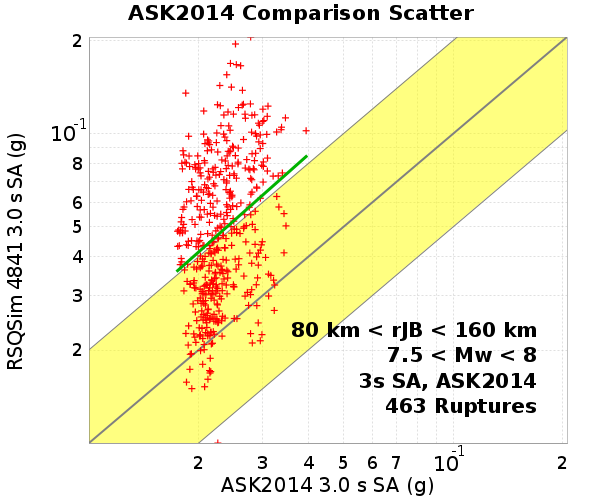 ASK2014 Comparison Scatter
RSQSim 4841 3.0 s SA (g)
2
10-1
8
6
5
4
3
2
80 km < rJB < 160 km
7.5 < Mw < 8
3s SA, ASK2014
463 Ruptures
2 3 4 5 6 7 10-1 2
ASK2014 3.0 s SA (g)